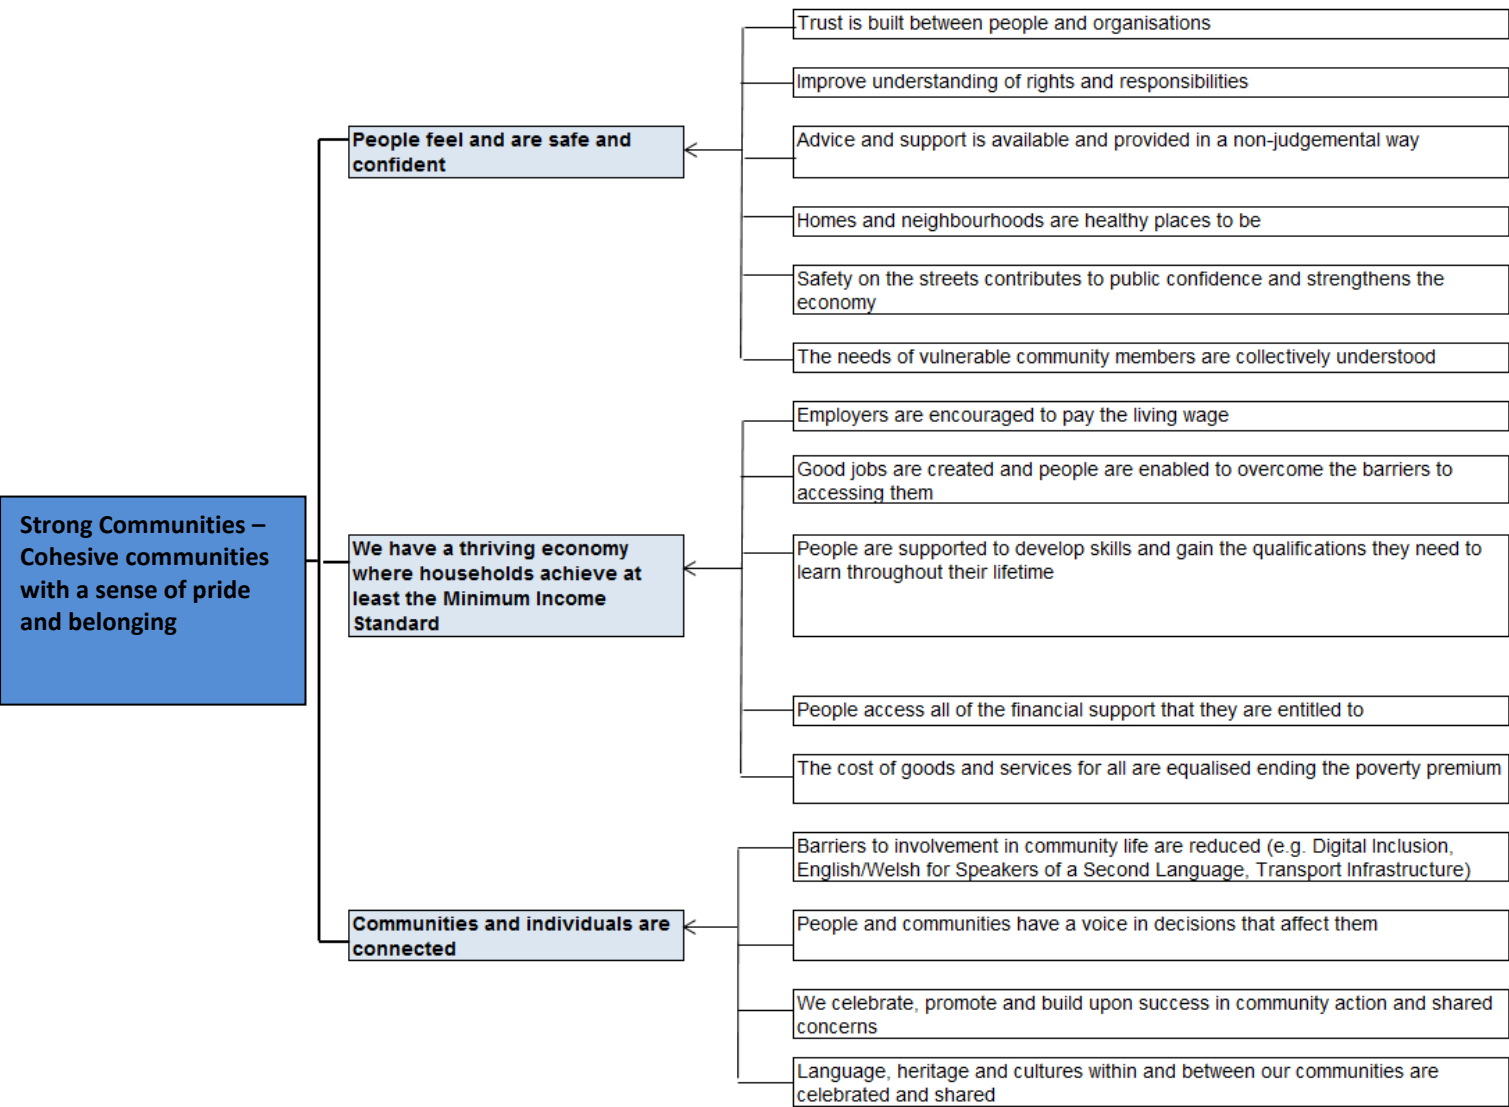 Strong Communities –
Cohesive communities
with a sense of pride
and belonging
People feel and are safe and
confident
Trust is built between people and organisations
Improve understanding of rights and responsibilities
Advice and support is available and provided in a non-judgemental way
Homes and neighbourhoods are healthy places to be
Safety on the streets contributes to public confidence and strengthens the
economy
The needs of vulnerable community members are collectively understood
We have a thriving economy
where households achieve at
least the Minimum Income
Standard
Employers are encouraged to pay the living wage
Good jobs are created and people are enabled to overcome the barriers to
accessing them
People are supported to develop skills and gain the qualifications they need to
learn throughout their lifetime
People access all of the financial support that they are entitled to
The cost of goods and services for all are equalised ending the poverty premium
Communities and individuals are
connected
Barriers to involvement in community life are reduced (e.g. Digital Inclusion,
English/Welsh for Speakers of a Second Language, Transport Infrastructure)
People and communities have a voice in decisions that affect them
We celebrate, promote and build upon success in community action and shared
concerns
Language, heritage and cultures within and between our communities are
celebrated and shared